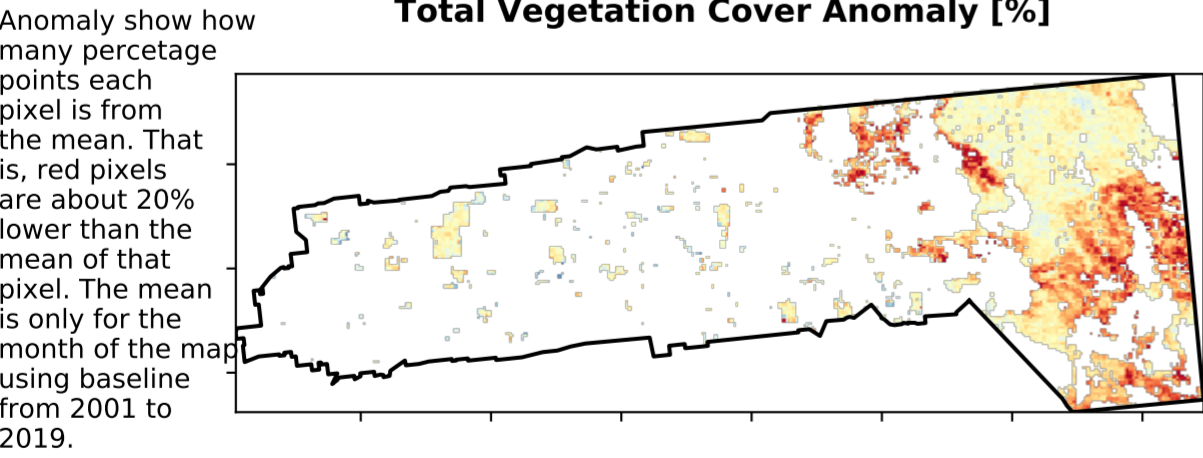 Total Vegetation Cover Anomaly [%]
Anomaly show how
many percetage
points each
pixel is from
the mean. That
is, red pixels
are about 20%
lower than the
mean of that
pixel. The mean
is only for the
month of the map
using baseline
from 2001 to
2019.